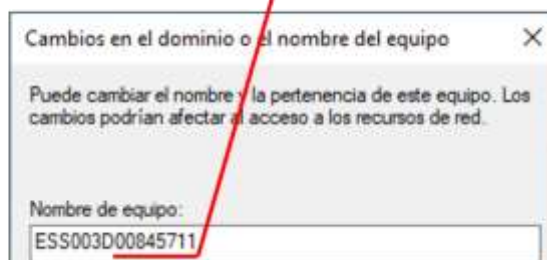 Cambios en el dominio o el nombre del equipo
Puede cambiar el nombre y la pertenencia de este equipo. Los
cambios podrían afectar al acceso a los recursos de red.
Nombre de equipo:
ESS003D00845711